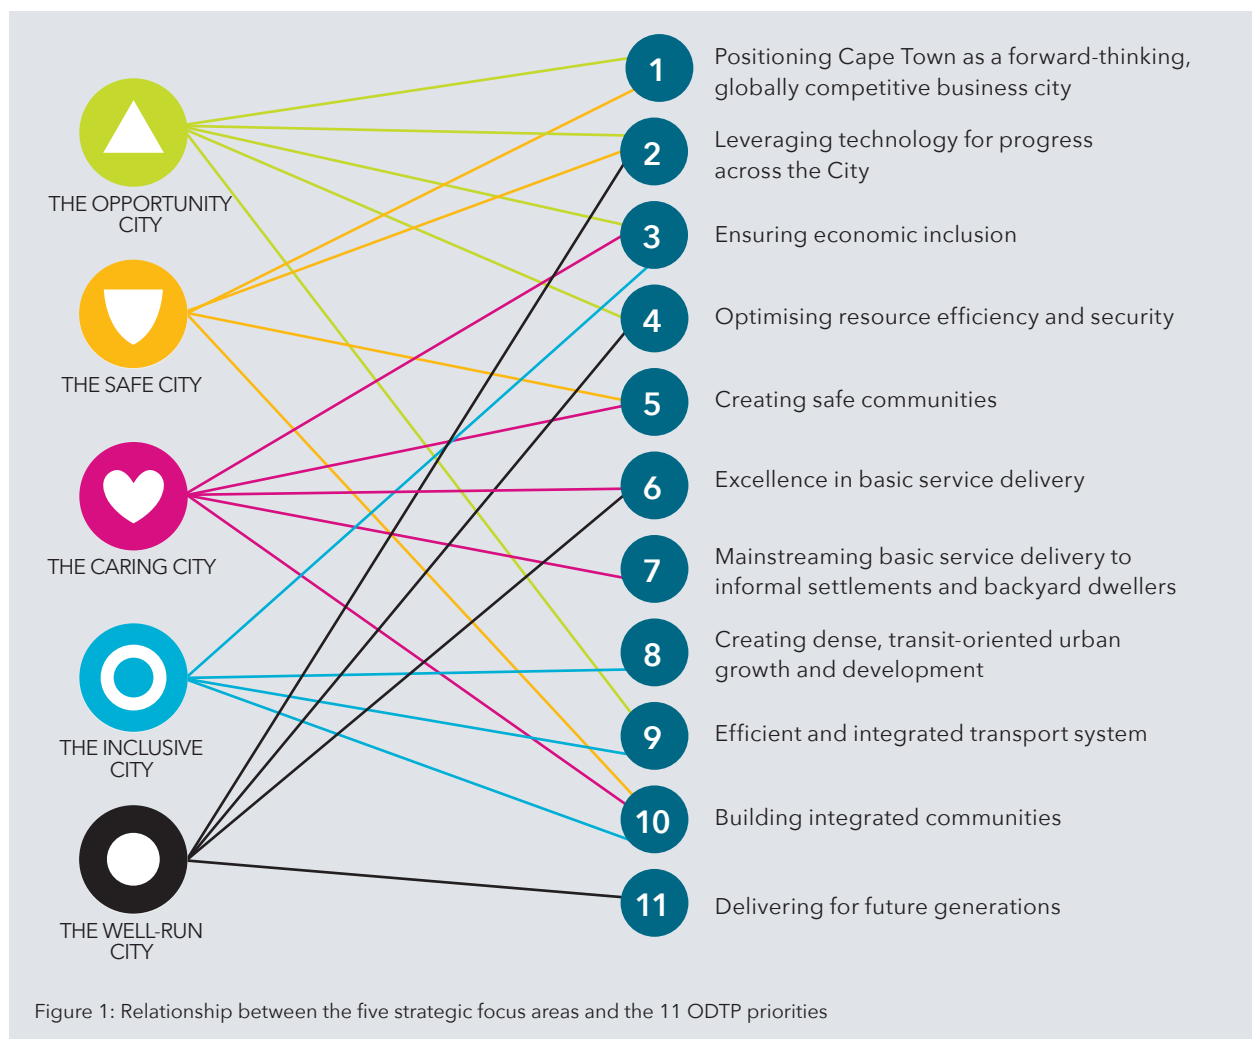 THE OPPORTUNITY
CITY
THE SAFE CITY
THE CARING CITY
THE INCLUSIVE
CITY
THE WELL-RUN
CITY
1
Positioning Cape Town as a forward-thinking,
globally competitive business city
2
Leveraging technology for progress
across the City
3
Ensuring economic inclusion
4
Optimising resource efficiency and security
5
Creating safe communities
6
Excellence in basic service delivery
7
Mainstreaming basic service delivery to
informal settlements and backyard dwellers
8
Creating dense, transit-oriented urban
growth and development
9
Efficient and integrated transport system
10
Building integrated communities
11
Delivering for future generations
Figure 1: Relationship between the five strategic focus areas and the 11 ODTP priorities